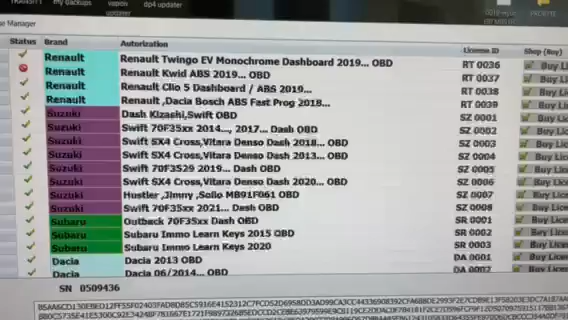 my backups
updater
dp4 updater
Manager
Status Brand Autorization License ID Shop (Buy)
Renault Renault Twingo EV Monochrome Dashboard 2019... OBD RT 0036 Buy Li
Renault Renault Kwid ABS 2019... OBD RT 0037 Buy Lic
Renault Renault Clio 5 Dashboard / ABS 2019... RT 0038 Buy Lic
Renault Renault ,Dacia Bosch ABS Fast Prog 2018... RT 0039 Buy Lic
Suzuki Dash Kizashi,Swift OBD SZ 0001 Buy Lic
Suzuki Swift 70F35xx 2014..., 2017... Dash OBD SZ 0002 Buy Lic
Suzuki Swift SX4 Cross,Vitara Denso Dash 2018... OBD SZ 0003 Buy Lic
Suzuki Swift SX4 Cross,Vitara Denso Dash 2013... OBD SZ 0004 Buy Lic
Suzuki Swift 70F3529 2019... Dash OBD SZ 0005 Buy Lic
Suzuki Swift SX4 Cross,Vitara Denso Dash 2020... OBD SZ 0006 Buy Lic
Suzuki Hustler ,Jimny ,Solio MB91F061 OBD SZ 0007 Buy Lic
Suzuki Swift 70F35xx 2021... Dash OBD SZ 0008 Buy Lic
Subaru Outback 70F35xx Dash OBD SR 0001 Buy Lic
Subaru Subaru Immo Learn Keys 2015 OBD SR 0002 Buy Lic
Subaru Subaru Immo Learn Keys 2020 SR 0003 Buy Lic
Dacia Dacia 2013 OBD DA 0001 Buy Lic
Dacia Dacia 06/2014... OBD DA 0002 Buy Lic
SN 0509436